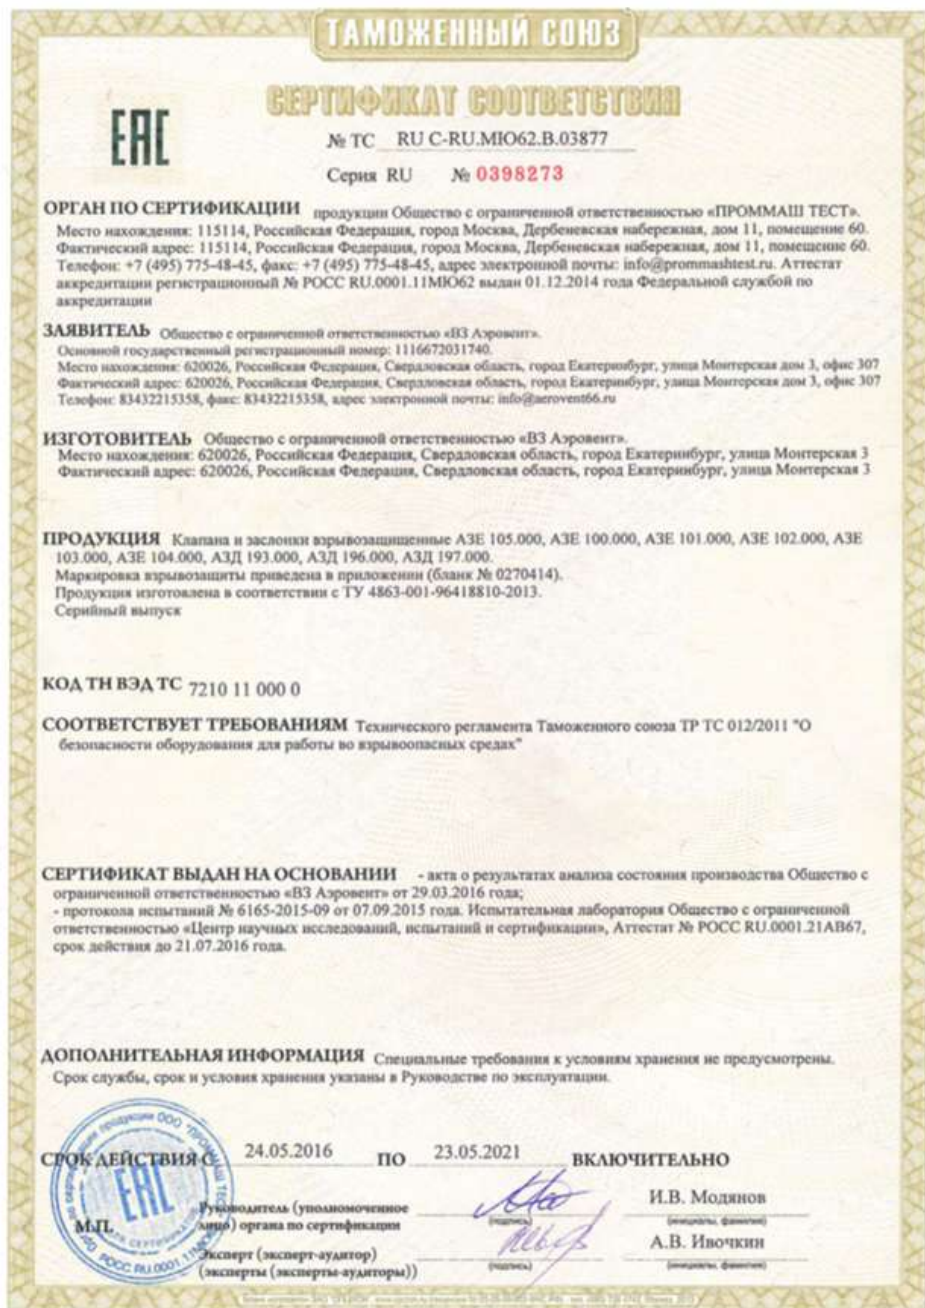 ТАМОЖЕННЫЙ СОЮЗ
ЕАС
СЕРТИФИКАТ СООТВЕТСТВИЯ
№ ТС RU C-RU.МЮ62.В.03877
Серия RU № 0398273
ОРГАН ПО СЕРТИФИКАЦИИ продукции Общество с ограниченной ответственностью «ПРОММАШ ТЕСТ».
Место нахождения: 115114, Российская Федерация, город Москва, Дербеневская набережная, дом 11, помещение 60.
Фактический адрес: 115114, Российская Федерация, город Москва, Дербеневская набережная, дом 11, помещение 60.
Телефон: +7 (495) 775-48-45, факс: +7 (495) 775-48-45, адрес электронной почты: info@prommashtest.ru. Аттестат
аккредитации регистрационный № РОСС RU.0001.11МЮ62 выдан 01.12.2014 года Федеральной службой по
аккредитации
ЗАЯВИТЕЛЬ Общество с ограниченной ответственностью «ВЗ Аэровент».
Основной государственный регистрационный номер: 1116672031740.
Место нахождения: 620026, Российская Федерация, Свердловская область, город Екатеринбург, улица Монтерская дом 3, офис 307
Фактический адрес: 620026, Российская Федерация, Свердловская область, город Екатеринбург, улица Монтерская дом 3, офис 307
Телефон: 83432215358, факс: 83432215358, адрес электронной почты: info@aerovent66.ru
ИЗГОТОВИТЕЛЬ Общество с ограниченной ответственностью «ВЗ Аэровент».
Место нахождения: 620026, Российская Федерация, Свердловская область, город Екатеринбург, улица Монтерская 3
Фактический адрес: 620026, Российская Федерация, Свердловская область, город Екатеринбург, улица Монтерская 3
ПРОДУКЦИЯ Клапана и заслонки взрывозащищенные АЗЕ 105.000, АЗЕ 100.000, АЗЕ 101.000, АЗЕ 102.000, АЗЕ
103.000, АЗЕ 104.000, АЗД 193.000, АЗД 196.000, АЗД 197.000.
Маркировка взрывозащиты приведена в приложении (бланк № 0270414).
Продукция изготовлена в соответствии с ТУ 4863-001-96418810-2013.
Серийный выпуск
КОД ТН ВЭД ТС 7210 11 000 0
СООТВЕТСТВУЕТ ТРЕБОВАНИЯМ Технического регламента Таможенного союза ТР ТС 012/2011 "О
безопасности оборудования для работы во взрывоопасных средах"
СЕРТИФИКАТ ВЫДАН НА ОСНОВАНИИ - акта о результатах анализа состояния производства Общество с
ограниченной ответственностью «ВЗ Аэровент» от 29.03.2016 года;
- протокола испытаний № 6165-2015-09 от 07.09.2015 года. Испытательная лаборатория Общество с ограниченной
ответственностью «Центр научных исследований, испытаний и сертификации», Аттестат № РОСС RU.0001.21АВ67,
срок действия до 21.07.2016 года.
ДОПОЛНИТЕЛЬНАЯ ИНФОРМАЦИЯ Специальные требования к условиям хранения не предусмотрены.
Срок службы, срок и условия хранения указаны в Руководстве по эксплуатации.
СРОК ДЕЙСТВИЯ С 24.05.2016 ПО 23.05.2021 ВКЛЮЧИТЕЛЬНО
М.П.
Руководитель (уполномоченное
лицо) органа по сертификации
(подпись)
И.В. Модянов
(инициалы, фамилия)
Эксперт (эксперт-аудитор)
(эксперты (эксперты-аудиторы))
(подпись)
А.В. Ивочкин
(инициалы, фамилия)